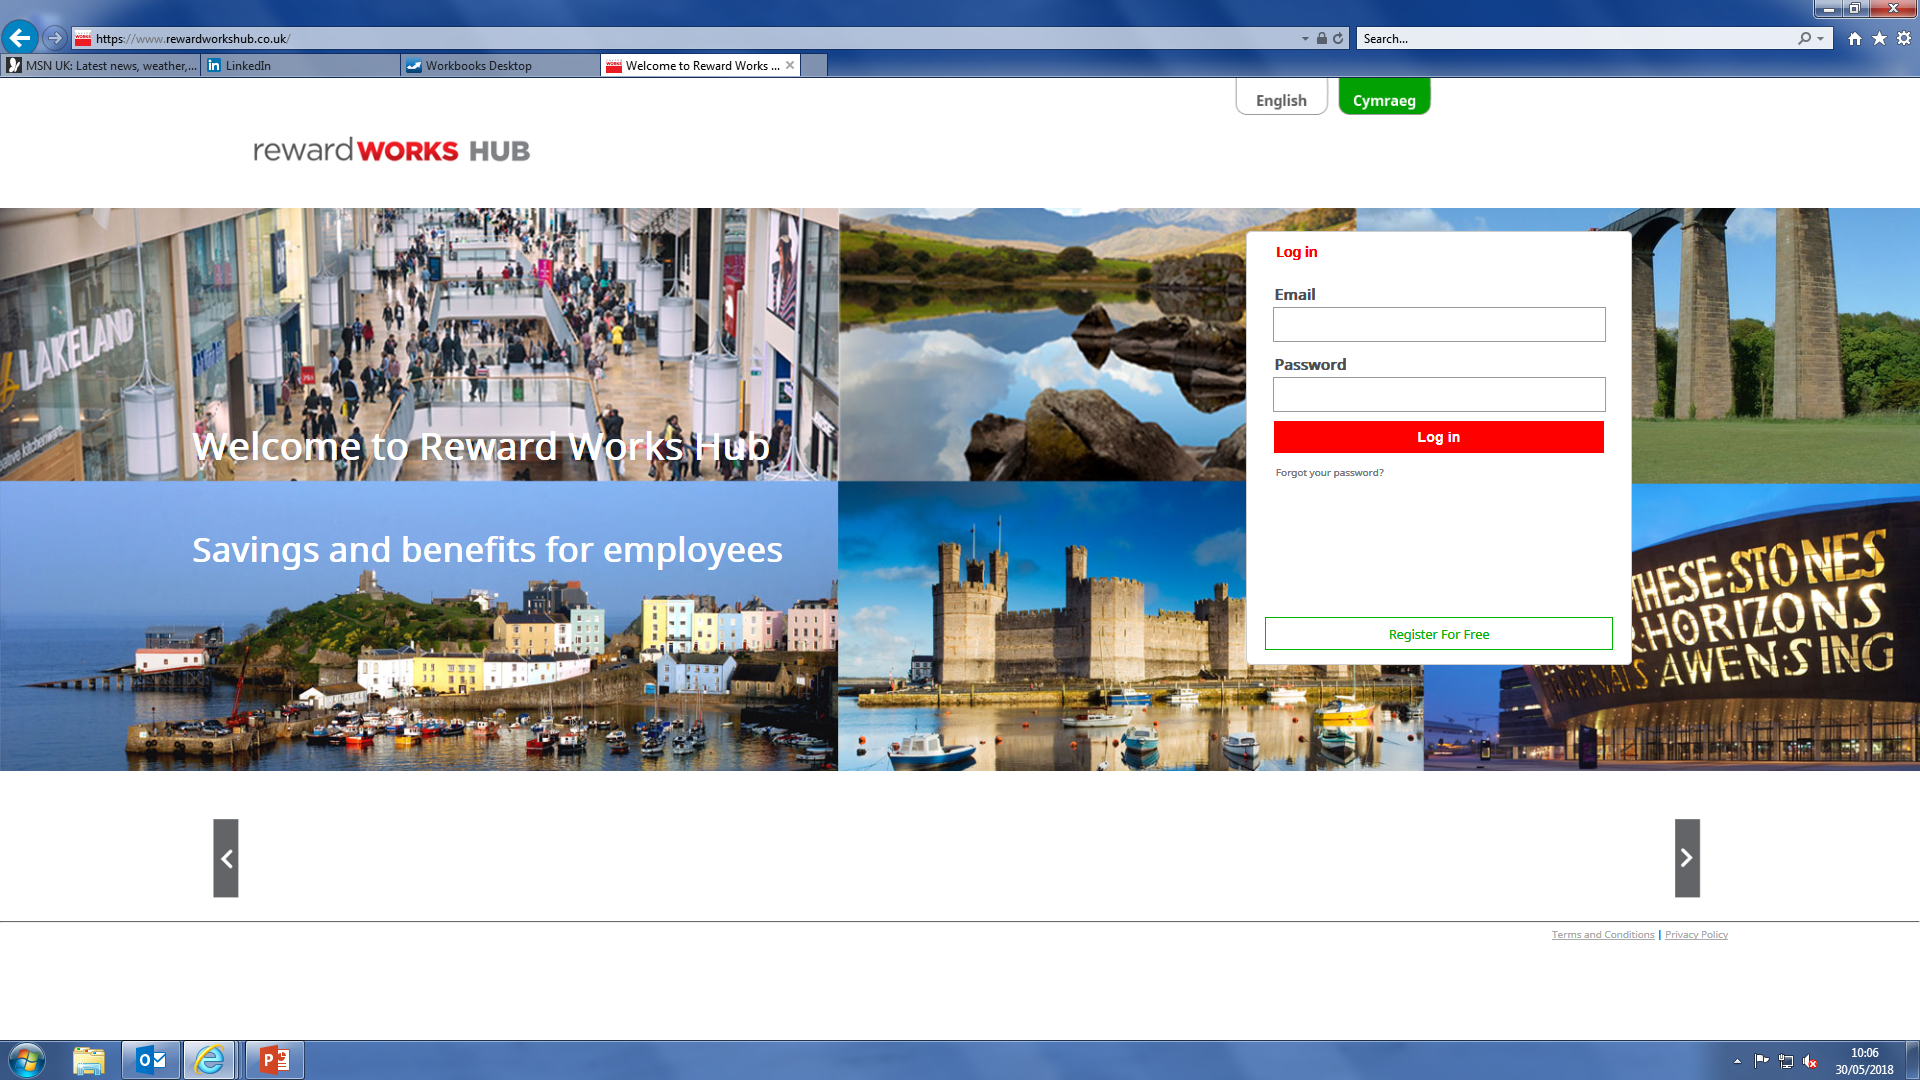 https://www.rewardworkshub.co.uk/
Search...
MSN UK: Latest news, weather,...
LinkedIn
Workbooks Desktop
Welcome to Reward Works ...
English
Cymraeg
rewardWORKS HUB
LAKELAND
Log in
Email
Password
Log in
Forgot your password?
Register For Free
Welcome to Reward Works Hub
Savings and benefits for employees
THESE STONES
HORIZONS
AWEN SING
Terms and Conditions | Privacy Policy
10:06
30/05/2018